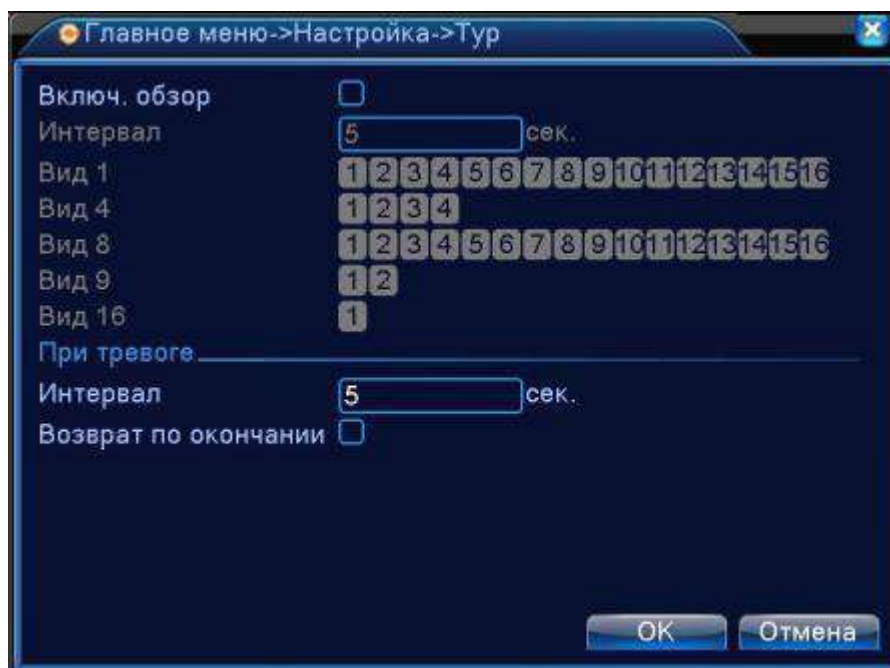 Главное меню->Настройка->Тур
Включ. обзор
Интервал 5 сек.
Вид 1 1 2 3 4 5 6 7 8 9 10 11 12 13 14 15 16
Вид 4 1 2 3 4
Вид 8 1 2 3 4 5 6 7 8 9 10 11 12 13 14 15 16
Вид 9 1 2
Вид 16 1
При тревоге
Интервал 5 сек.
Возврат по окончании
OK Отмена